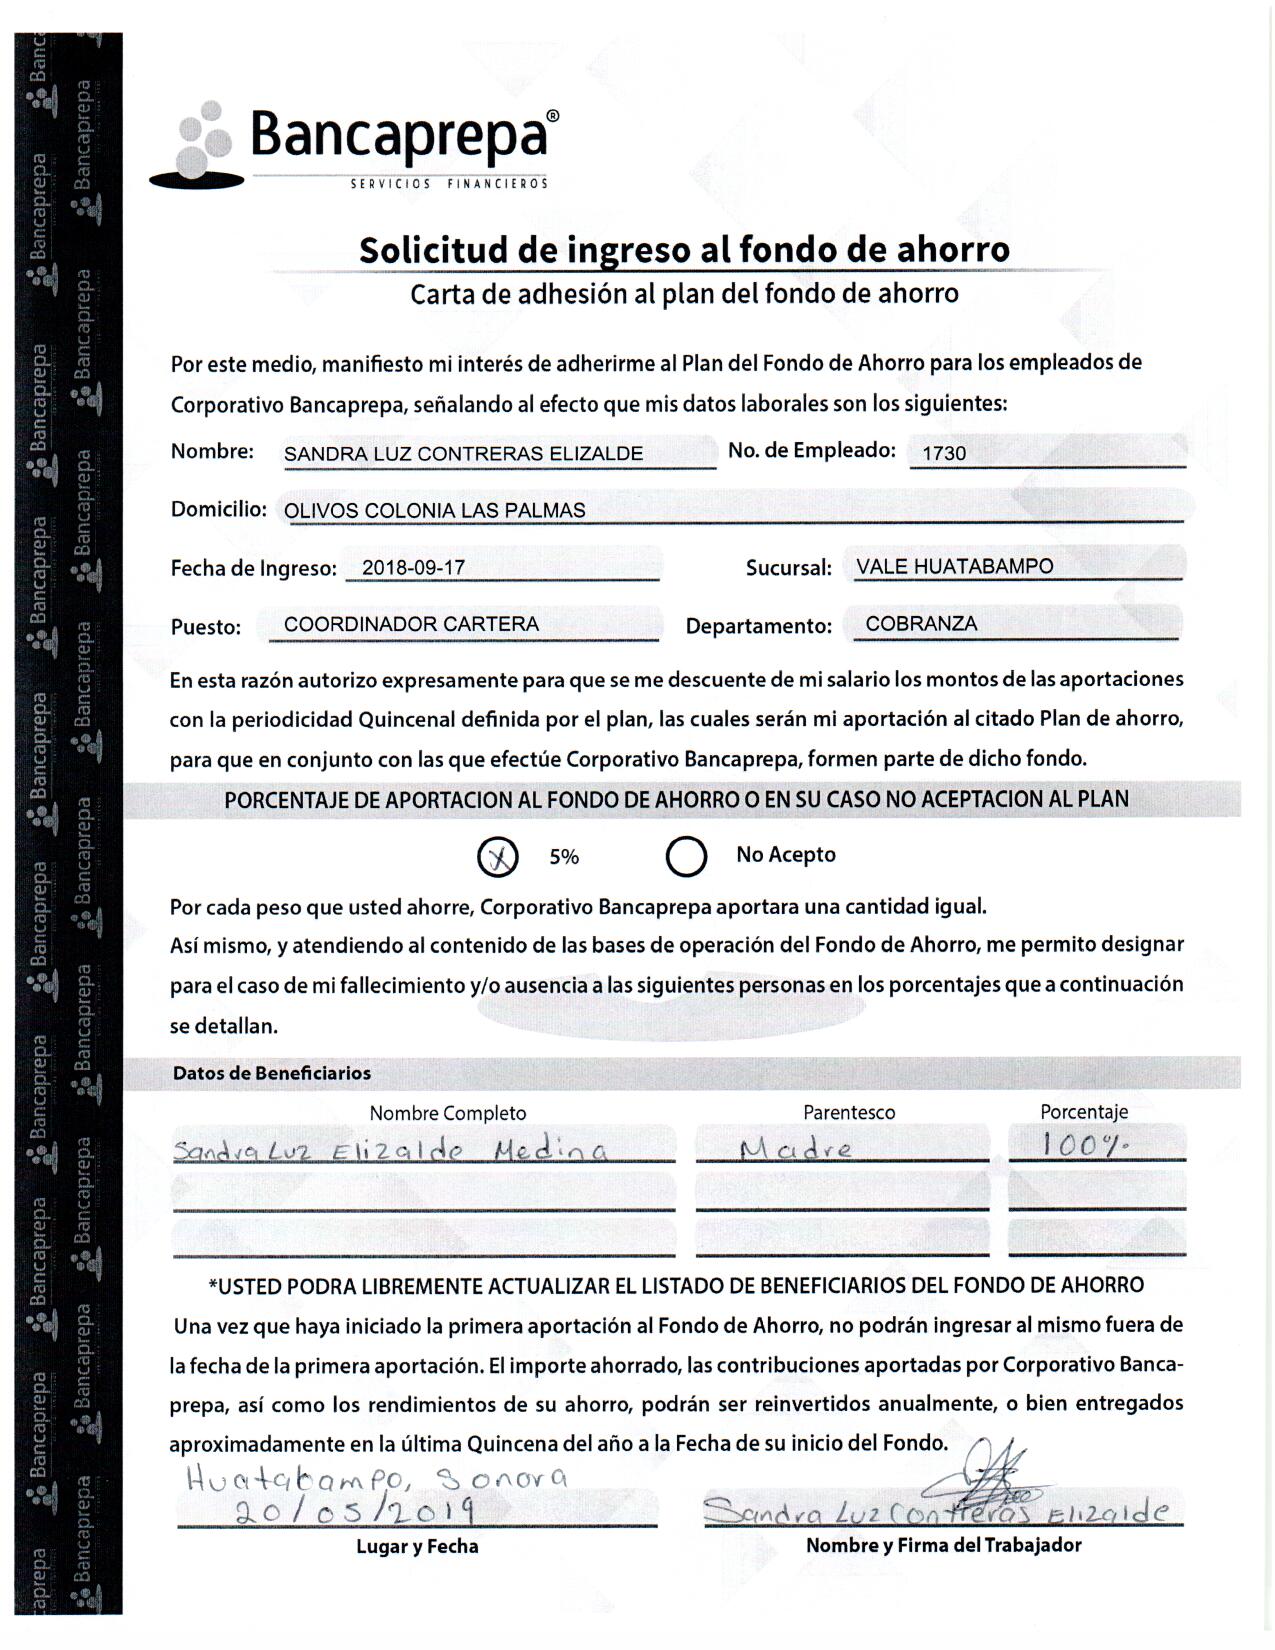 Bancaprepa®
SERVICIOS FINANCIEROS
Solicitud de ingreso al fondo de ahorro
Carta de adhesión al plan del fondo de ahorro
Por este medio, manifiesto mi interés de adherirme al Plan del Fondo de Ahorro para los empleados de
Corporativo Bancaprepa, señalando al efecto que mis datos laborales son los siguientes:
Nombre: SANDRA LUZ CONTRERAS ELIZALDE No. de Empleado: 1730
Domicilio: OLIVOS COLONIA LAS PALMAS
Fecha de Ingreso: 2018-09-17 Sucursal: VALE HUATABAMPO
Puesto: COORDINADOR CARTERA Departamento: COBRANZA
En esta razón autorizo expresamente para que se me descuente de mi salario los montos de las aportaciones
con la periodicidad Quincenal definida por el plan, las cuales serán mi aportación al citado Plan de ahorro,
para que en conjunto con las que efectúe Corporativo Bancaprepa, formen parte de dicho fondo.
PORCENTAJE DE APORTACION AL FONDO DE AHORRO O EN SU CASO NO ACEPTACION AL PLAN
X 5% No Acepto
Por cada peso que usted ahorre, Corporativo Bancaprepa aportara una cantidad igual.
Así mismo, y atendiendo al contenido de las bases de operación del Fondo de Ahorro, me permito designar
para el caso de mi fallecimiento y/o ausencia a las siguientes personas en los porcentajes que a continuación
se detallan.
Datos de Beneficiarios
Nombre Completo Parentesco Porcentaje
Sandra Luz Elizalde Medina Madre 100%
*USTED PODRA LIBREMENTE ACTUALIZAR EL LISTADO DE BENEFICIARIOS DEL FONDO DE AHORRO
Una vez que haya iniciado la primera aportación al Fondo de Ahorro, no podrán ingresar al mismo fuera de
la fecha de la primera aportación. El importe ahorrado, las contribuciones aportadas por Corporativo Banca-
prepa, así como los rendimientos de su ahorro, podrán ser reinvertidos anualmente, o bien entregados
aproximadamente en la última Quincena del año a la Fecha de su inicio del Fondo.
Huatabampo, Sonora
20/05/2019 Sandra Luz Contreras Elizalde
Lugar y Fecha Nombre y Firma del Trabajador